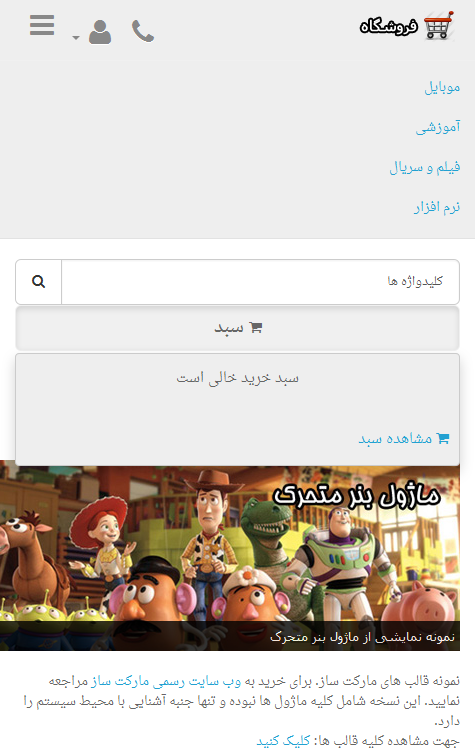 فروشگاه
موبایل
آموزشی
فیلم و سریال
نرم افزار
کلیدواژه ها
سبد
سبد خرید خالی است
مشاهده سبد
ماژول بنر متحرک
نمونه نمایشی از ماژول بنر متحرک
نمونه قالب های مارکت ساز. برای خرید به وب سایت رسمی مارکت ساز مراجعه
نمایید. این نسخه شامل کلیه ماژول ها نبوده و تنها جنبه آشنایی با محیط سیستم را
دارد.
جهت مشاهده کلیه قالب ها: کلیک کنید